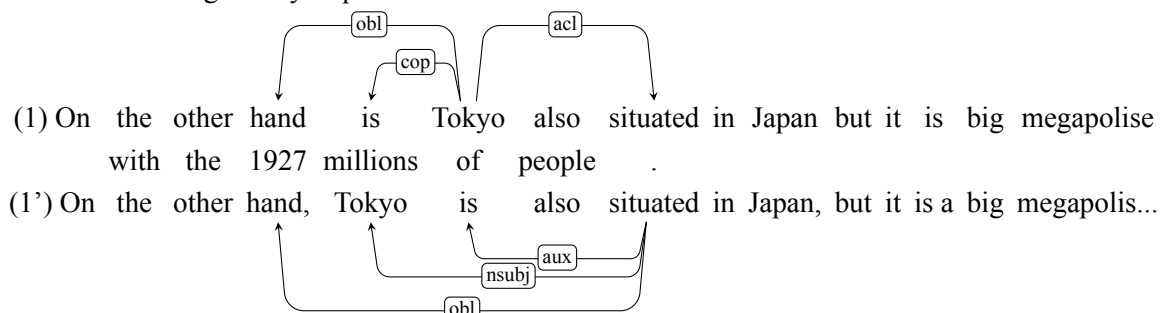 obl acl
cop
(1) On the other hand is Tokyo also situated in Japan but it is big megapolise
with the 1927 millions of people .
(1’) On the other hand, Tokyo is also situated in Japan, but it is a big megapolis...
aux
nsubj
obl